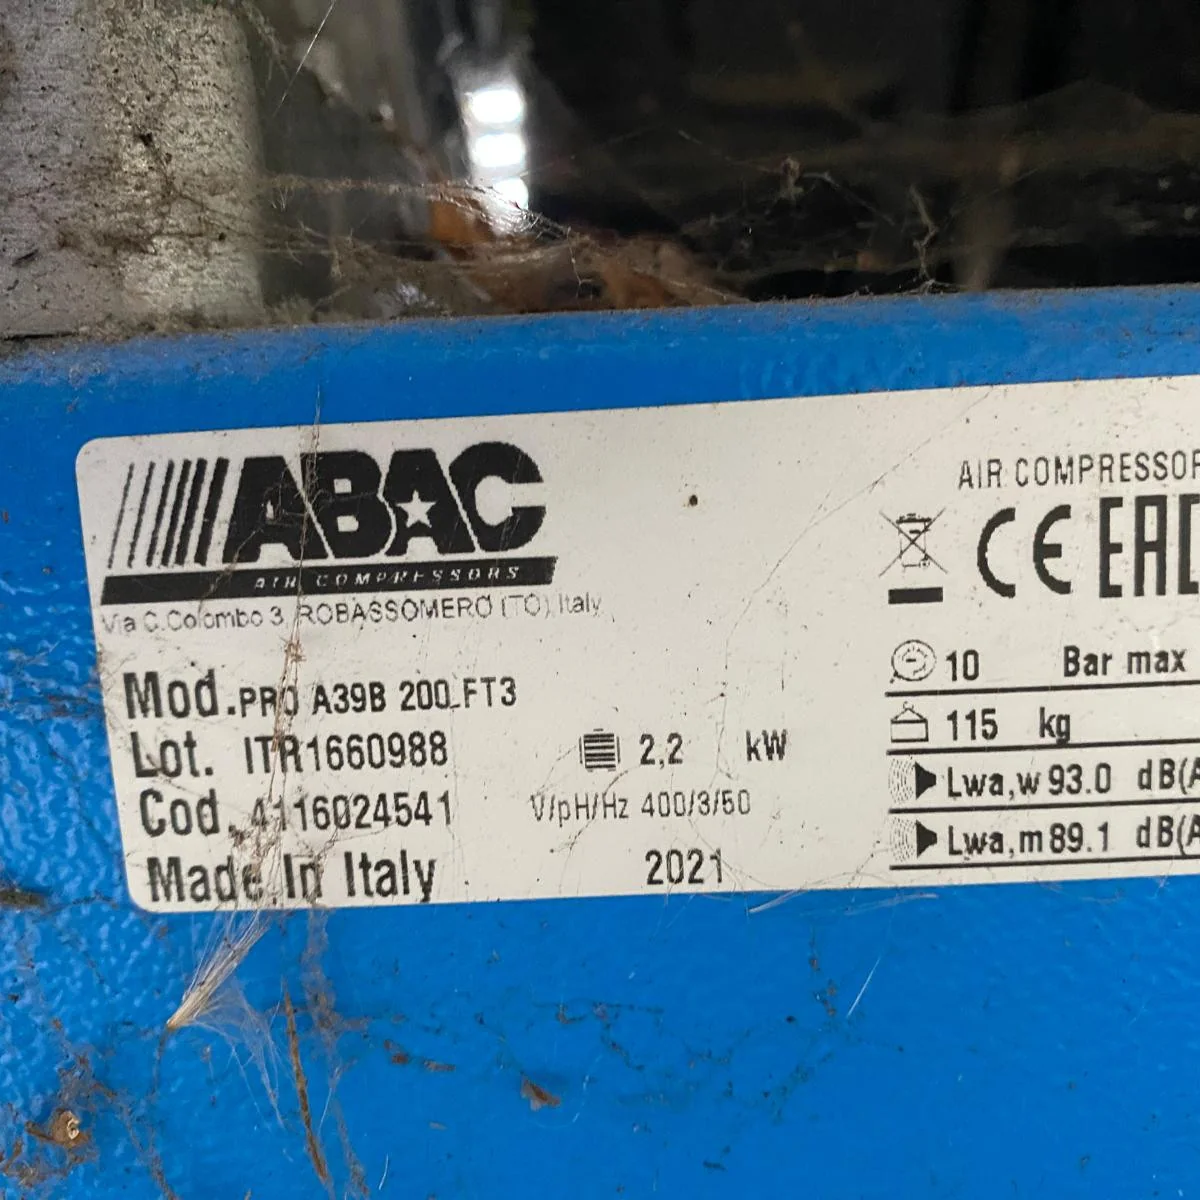 ABAC
AIR COMPRESSORS
Via C.Colombo 3, ROBASSOMERO (TO) Italy
Mod. PRO A39B 200 FT3
Lot. ITR1660988
Cod. 4116024541
Made In Italy
2,2 kW
V/pH/Hz 400/3/50
2021
AIR COMPRESSOR
CE EAC
10 Bar max
115 kg
Lwa,w 93.0 dB(A
Lwa,m 89.1 dB(A